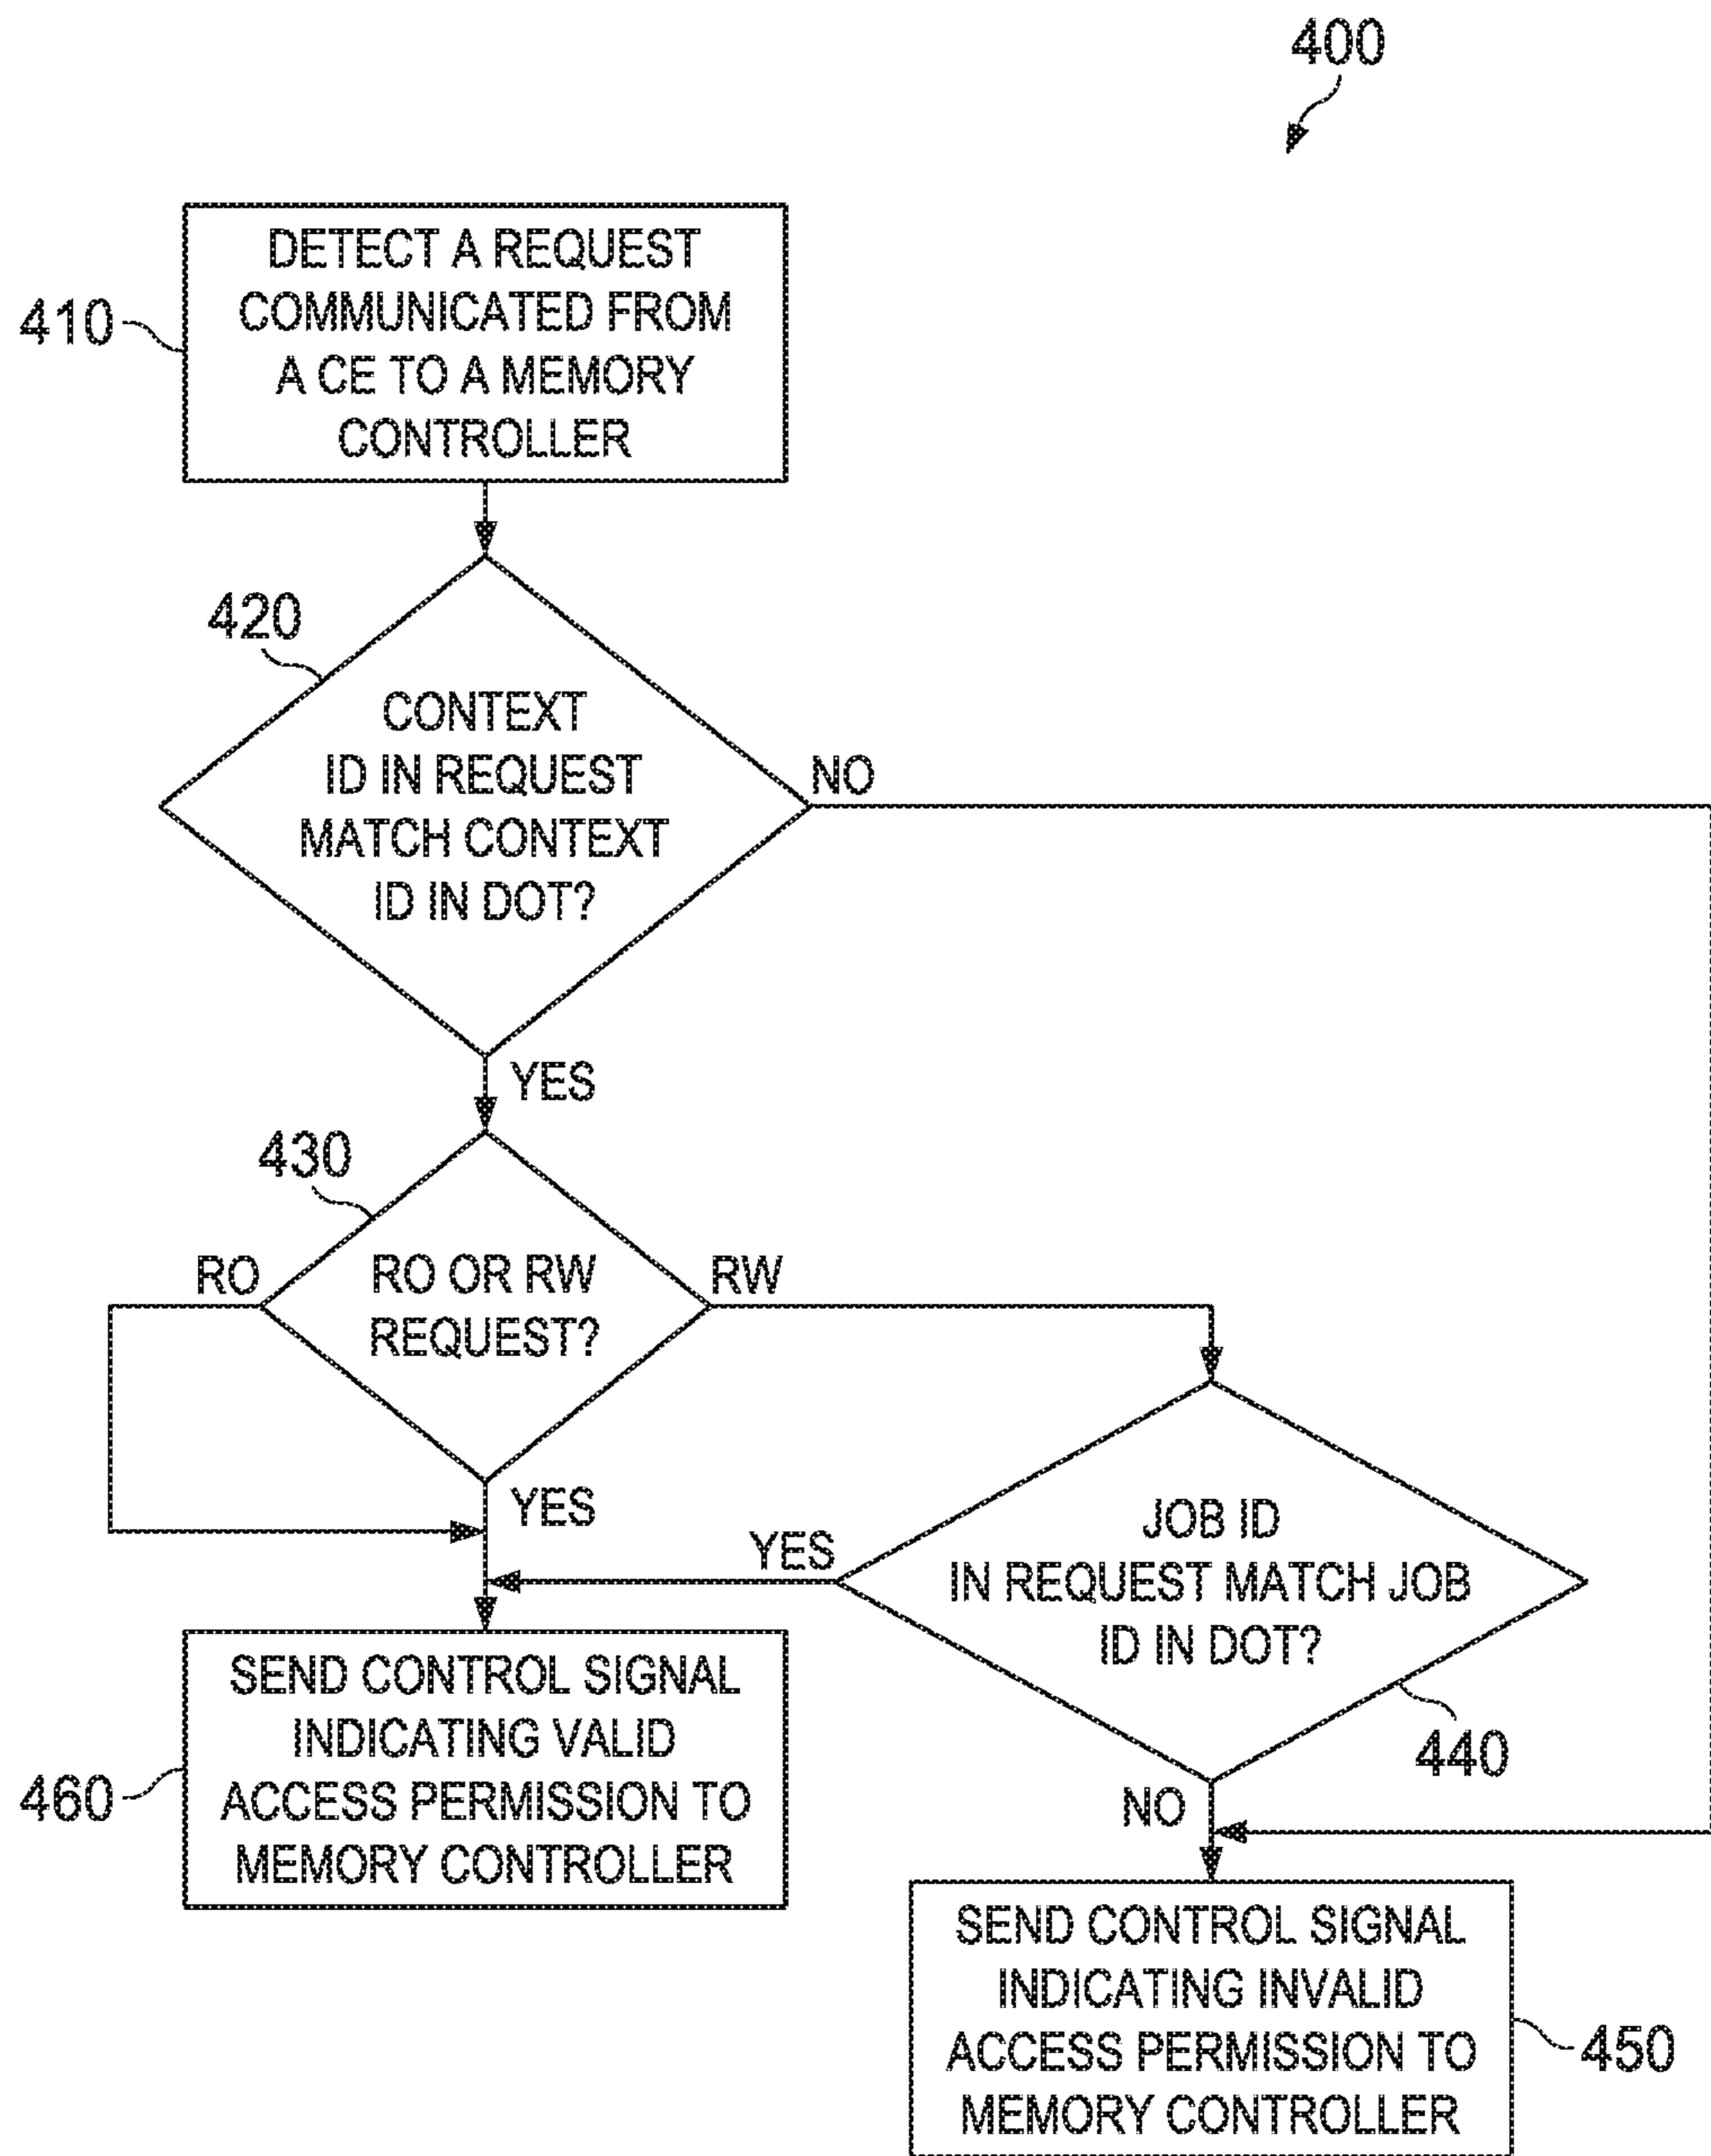 400
410
DETECT A REQUEST
COMMUNICATED FROM
A CE TO A MEMORY
CONTROLLER
420
CONTEXT
ID IN REQUEST
MATCH CONTEXT
ID IN DOT?
NO
YES
430
RO
RO OR RW
REQUEST?
RW
YES
YES
JOB ID
IN REQUEST MATCH JOB
ID IN DOT?
440
NO
460
SEND CONTROL SIGNAL
INDICATING VALID
ACCESS PERMISSION TO
MEMORY CONTROLLER
SEND CONTROL SIGNAL
INDICATING INVALID
ACCESS PERMISSION TO
MEMORY CONTROLLER
450